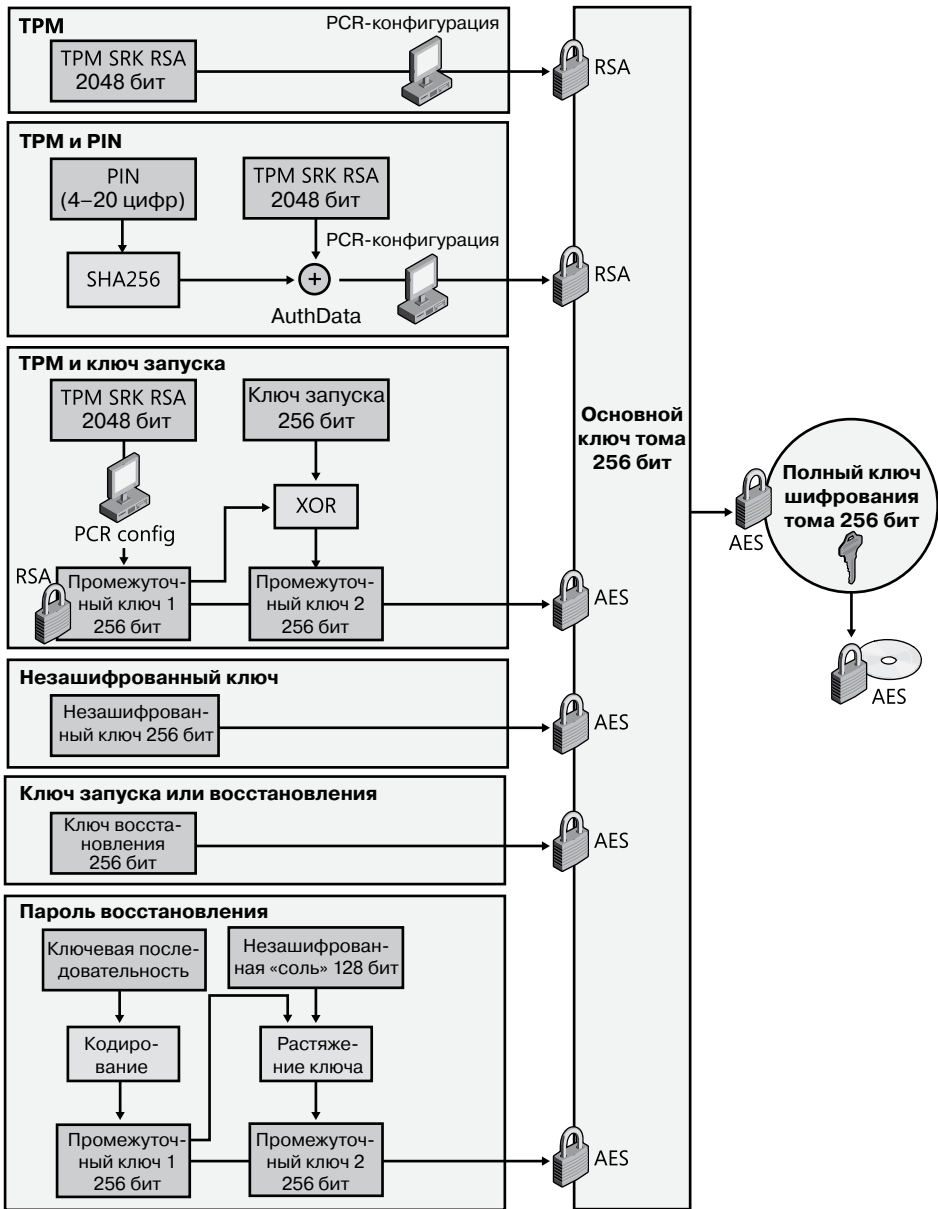 TPM
PCR-конфигурация
TPM SRK RSA
2048 бит
RSA
TPM и PIN
PIN
(4–20 цифр)
TPM SRK RSA
2048 бит
PCR-конфигурация
SHA256
+
AuthData
RSA
TPM и ключ запуска
TPM SRK RSA
2048 бит
Ключ запуска
256 бит
XOR
PCR config
RSA
Промежуточ-
ный ключ 1
256 бит
Промежуточ-
ный ключ 2
256 бит
AES
Незашифрованный ключ
Незашифрован-
ный ключ 256 бит
AES
Ключ запуска или восстановления
Ключ восста-
новления
256 бит
AES
Пароль восстановления
Ключевая после-
довательность
Незашифрован-
ная «соль» 128 бит
Кодиро-
вание
Растяже-
ние ключа
Промежуточ-
ный ключ 1
256 бит
Промежуточ-
ный ключ 2
256 бит
AES
Основной
ключ тома
256 бит
AES
Полный ключ
шифрования
тома 256 бит
AES